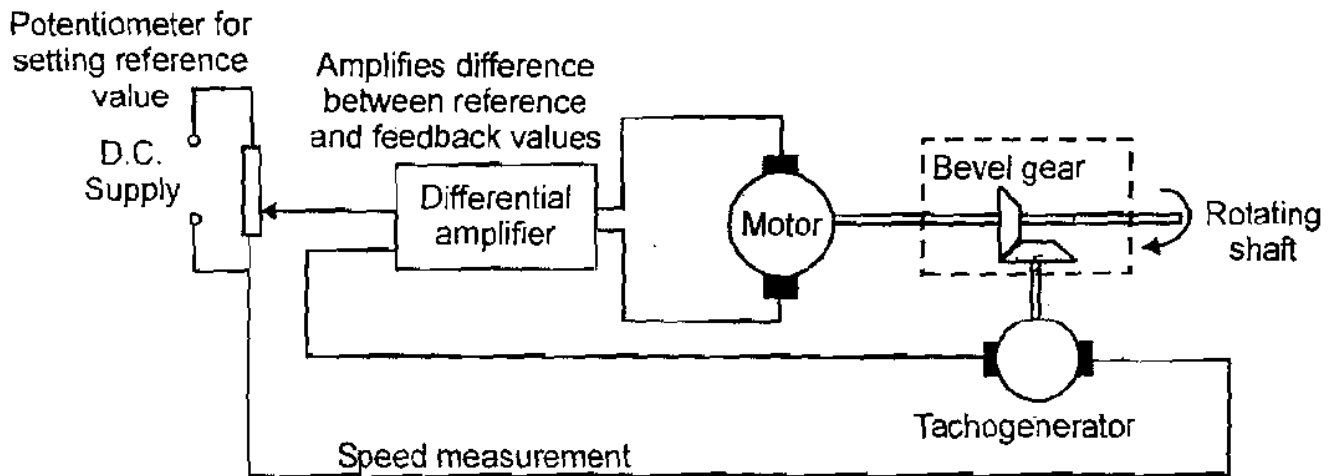 Potentiometer for
setting reference
value
D.C.
Supply
Amplifies difference
between reference
and feedback values
Differential
amplifier
Motor
Bevel gear
Rotating
shaft
Tachogenerator
Speed measurement